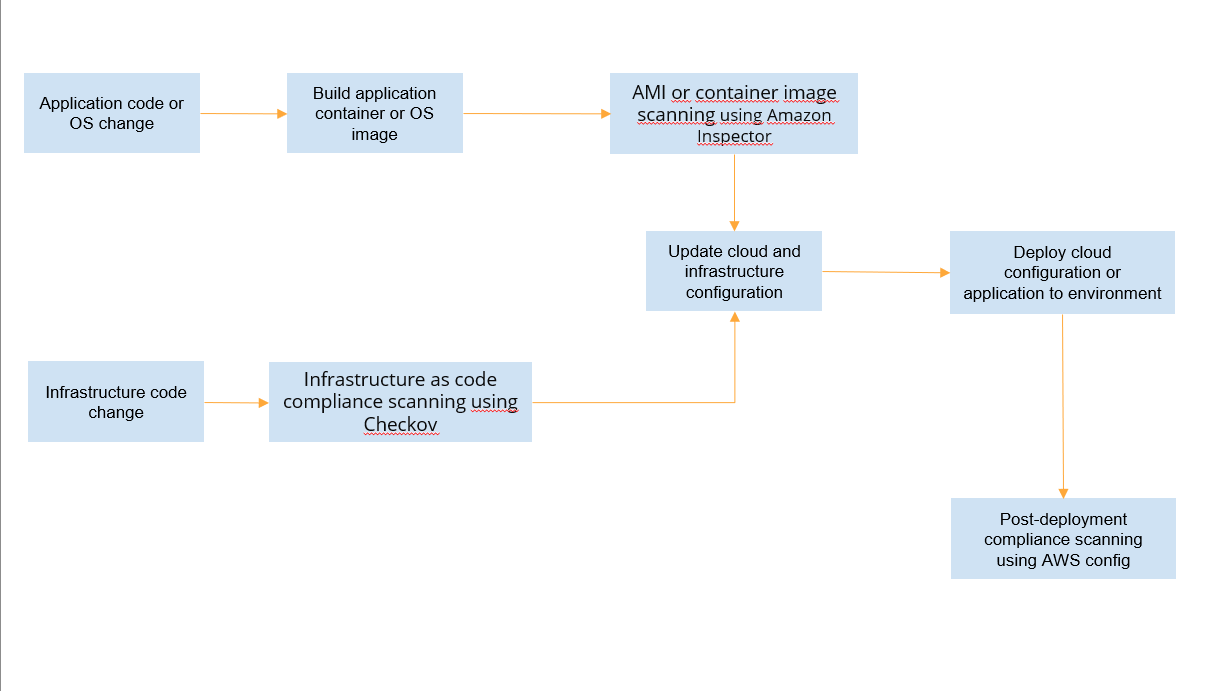 Application code or
OS change
Build application
container or OS
image
AMI or container image
scanning using Amazon
Inspector
Update cloud and
infrastructure
configuration
Deploy cloud
configuration or
application to environment
Infrastructure code
change
Infrastructure as code
compliance scanning using
Checkov
Post-deployment
compliance scanning
using AWS config